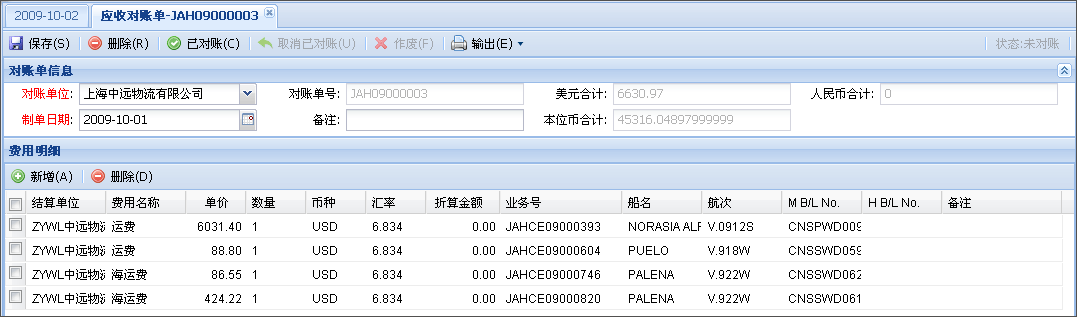 2009-10-02 应收对账单-JAH09000003
保存(S) 删除(R) 已对账(C) 取消已对账(U) 作废(F) 输出(E) 状态:未对账
对账单信息
对账单位: 上海中远物流有限公司 对账单号: JAH09000003 美元合计: 6630.97 人民币合计: 0
制单日期: 2009-10-01 备注: 本位币合计: 45316.04897999999
费用明细
新增(A) 删除(D)
结算单位 费用名称 单价 数量 币种 汇率 折算金额 业务号 船名 航次 M B/L No. H B/L No. 备注
ZYWL中远物 运费 6031.40 1 USD 6.834 0.00 JAHCE09000393 NORASIA ALF V.0912S CNSPWD009
ZYWL中远物 运费 88.80 1 USD 6.834 0.00 JAHCE09000604 PUELO V.918W CNSSWD059
ZYWL中远物 海运费 86.55 1 USD 6.834 0.00 JAHCE09000746 PALENA V.922W CNSSWD062
ZYWL中远物 海运费 424.22 1 USD 6.834 0.00 JAHCE09000820 PALENA V.922W CNSSWD061